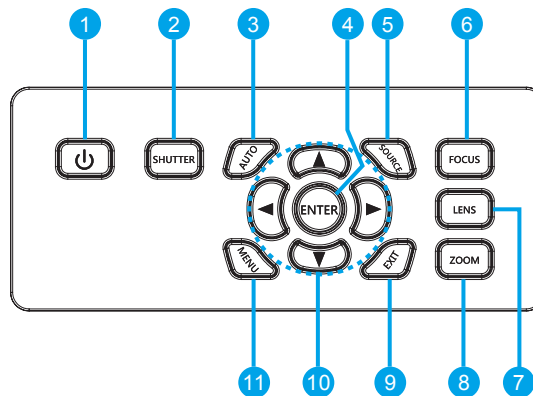 1 2 3 4 5 6
SHUTTER AUTO SOURCE FOCUS
ENTER LENS
MENU EXIT ZOOM
11 10 9 8 7